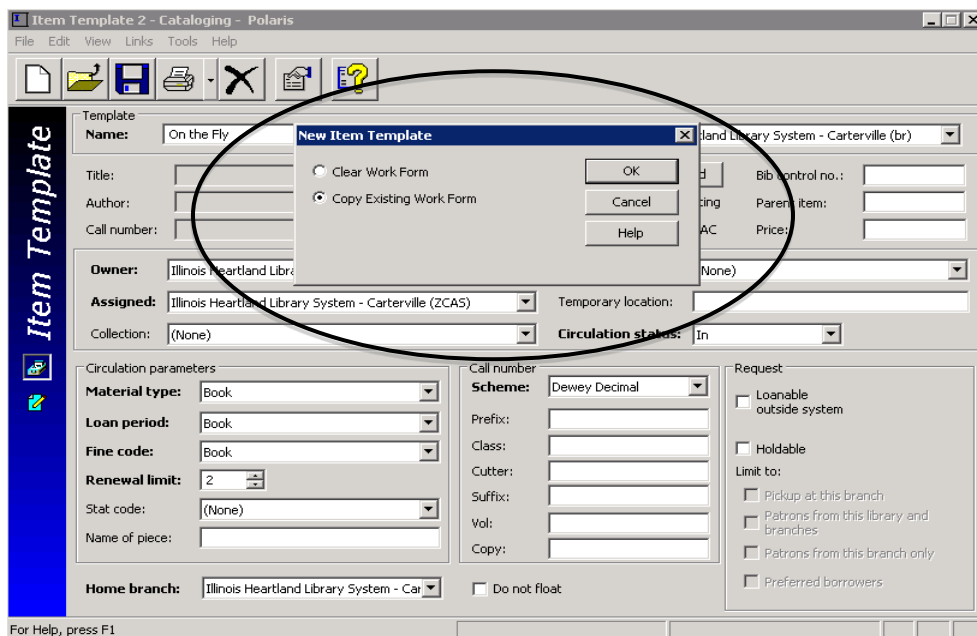 Item Template 2 - Cataloging - Polaris
File Edit View Links Tools Help
Item Template
Template
Name: On the Fly
tland Library System - Carterville (br)
New Item Template
Clear Work Form
Copy Existing Work Form
OK
Cancel
Help
Title:
Author:
Call number:
d
ting
AC
Bib control no.:
Parent item:
Price:
Owner: Illinois Heartland Libra
(None)
Assigned: Illinois Heartland Library System - Carterville (ZCAS)
Temporary location:
Collection: (None)
Circulation status: In
Circulation parameters
Material type: Book
Loan period: Book
Fine code: Book
Renewal limit: 2
Stat code: (None)
Name of piece:
Call number
Scheme: Dewey Decimal
Prefix:
Class:
Cutter:
Suffix:
Vol:
Copy:
Request
Loanable
outside system
Holdable
Limit to:
Pickup at this branch
Patrons from this library and
branches
Patrons from this branch only
Preferred borrowers
Home branch: Illinois Heartland Library System - Car
Do not float
For Help, press F1